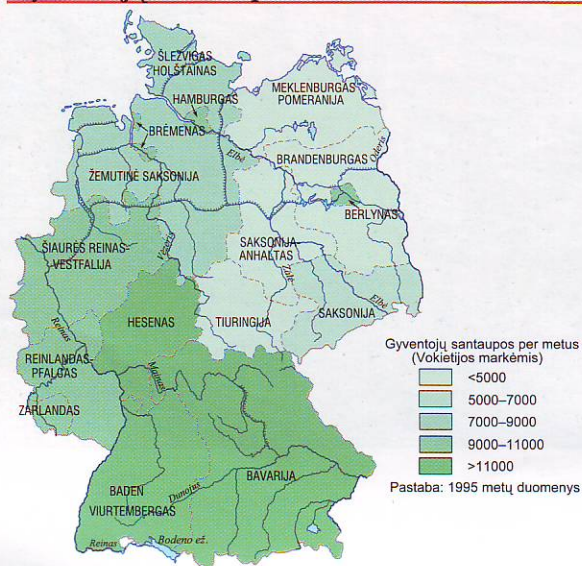 ŠLEZVIGAS
HOLŠTAINAS
MEKLENBURGAS
POMERANIJA
HAMBURGAS
BRĖMENAS
Elbė
BRANDENBURGAS
Oderis
ŽEMUTINĖ SAKSONIJA
BERLYNAS
ŠIAURĖS REINAS-
VESTFALIJA
Vėzeris
SAKSONIJA-
ANHALTAS
Zalė
Elbė
SAKSONIJA
HESENAS
TIURINGIJA
Reinas
REINLANDAS-
PFALCAS
Mainas
ZARLANDAS
BAVARIJA
BADEN
VIURTEMBERGAS
Dunojus
Reinas
Bodeno ež.
Gyventojų santaupos per metus
(Vokietijos markėmis)
<5000
5000–7000
7000–9000
9000–11000
>11000
Pastaba: 1995 metų duomenys